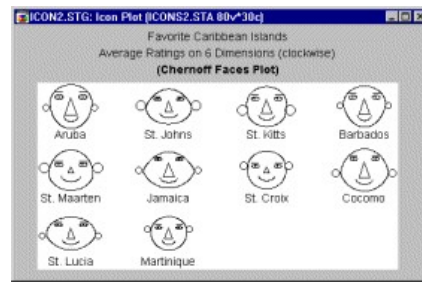 ICON2.STG: Icon Plot (ICONS2.STA 80v*30c)
Favorite Caribbean Islands
Average Ratings on 6 Dimensions (clockwise)
(Chernoff Faces Plot)
Aruba St. Johns St. Kitts Barbados
St. Maarten Jamaica St. Croix Cocomo
St. Lucia Martinique